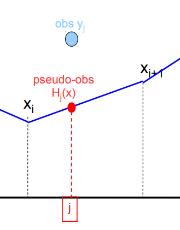 obs yⱼ
pseudo-obs
Hⱼ(x)
xᵢ
xᵢ₊₁
j